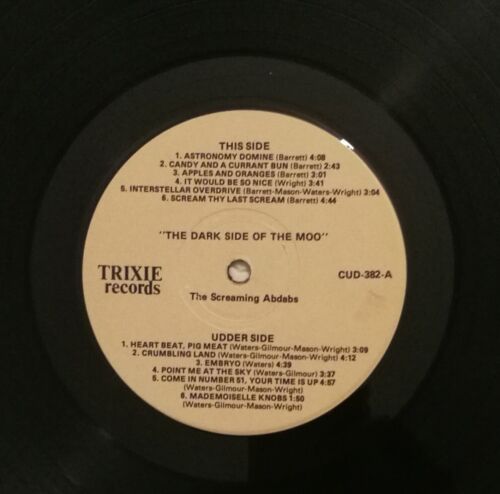 THIS SIDE
1. ASTRONOMY DOMINE (Barrett) 4:08
2. CANDY AND A CURRANT BUN (Barrett) 2:43
3. APPLES AND ORANGES (Barrett) 3:01
4. IT WOULD BE SO NICE (Wright) 3:41
5. INTERSTELLAR OVERDRIVE (Barrett-Mason-Waters-Wright) 3:04
6. SCREAM THY LAST SCREAM (Barrett) 4:44
"THE DARK SIDE OF THE MOO"
TRIXIE
records
CUD-382-A
The Screaming Abdabs
UDDER SIDE
1. HEART BEAT, PIG MEAT (Waters-Gilmour-Mason-Wright) 3:09
2. CRUMBLING LAND (Waters-Gilmour-Mason-Wright) 4:12
3. EMBRYO (Waters) 4:39
4. POINT ME AT THE SKY (Waters-Gilmour) 3:37
5. COME IN NUMBER 51, YOUR TIME IS UP 4:57
(Waters-Gilmour-Mason-Wright)
6. MADEMOISELLE KNOBS 1:50
(Waters-Gilmour-Mason-Wright)